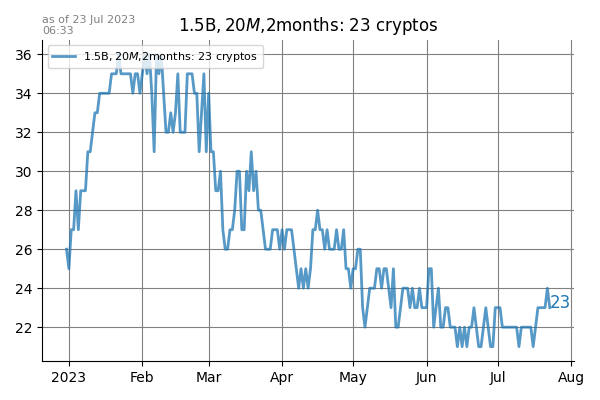 as of 23 Jul 2023
06:33
1.5B, 20M,2months: 23 cryptos
1.5B, 20M,2months: 23 cryptos
36
34
32
30
28
26
24
22
23
2023 Feb Mar Apr May Jun Jul Aug